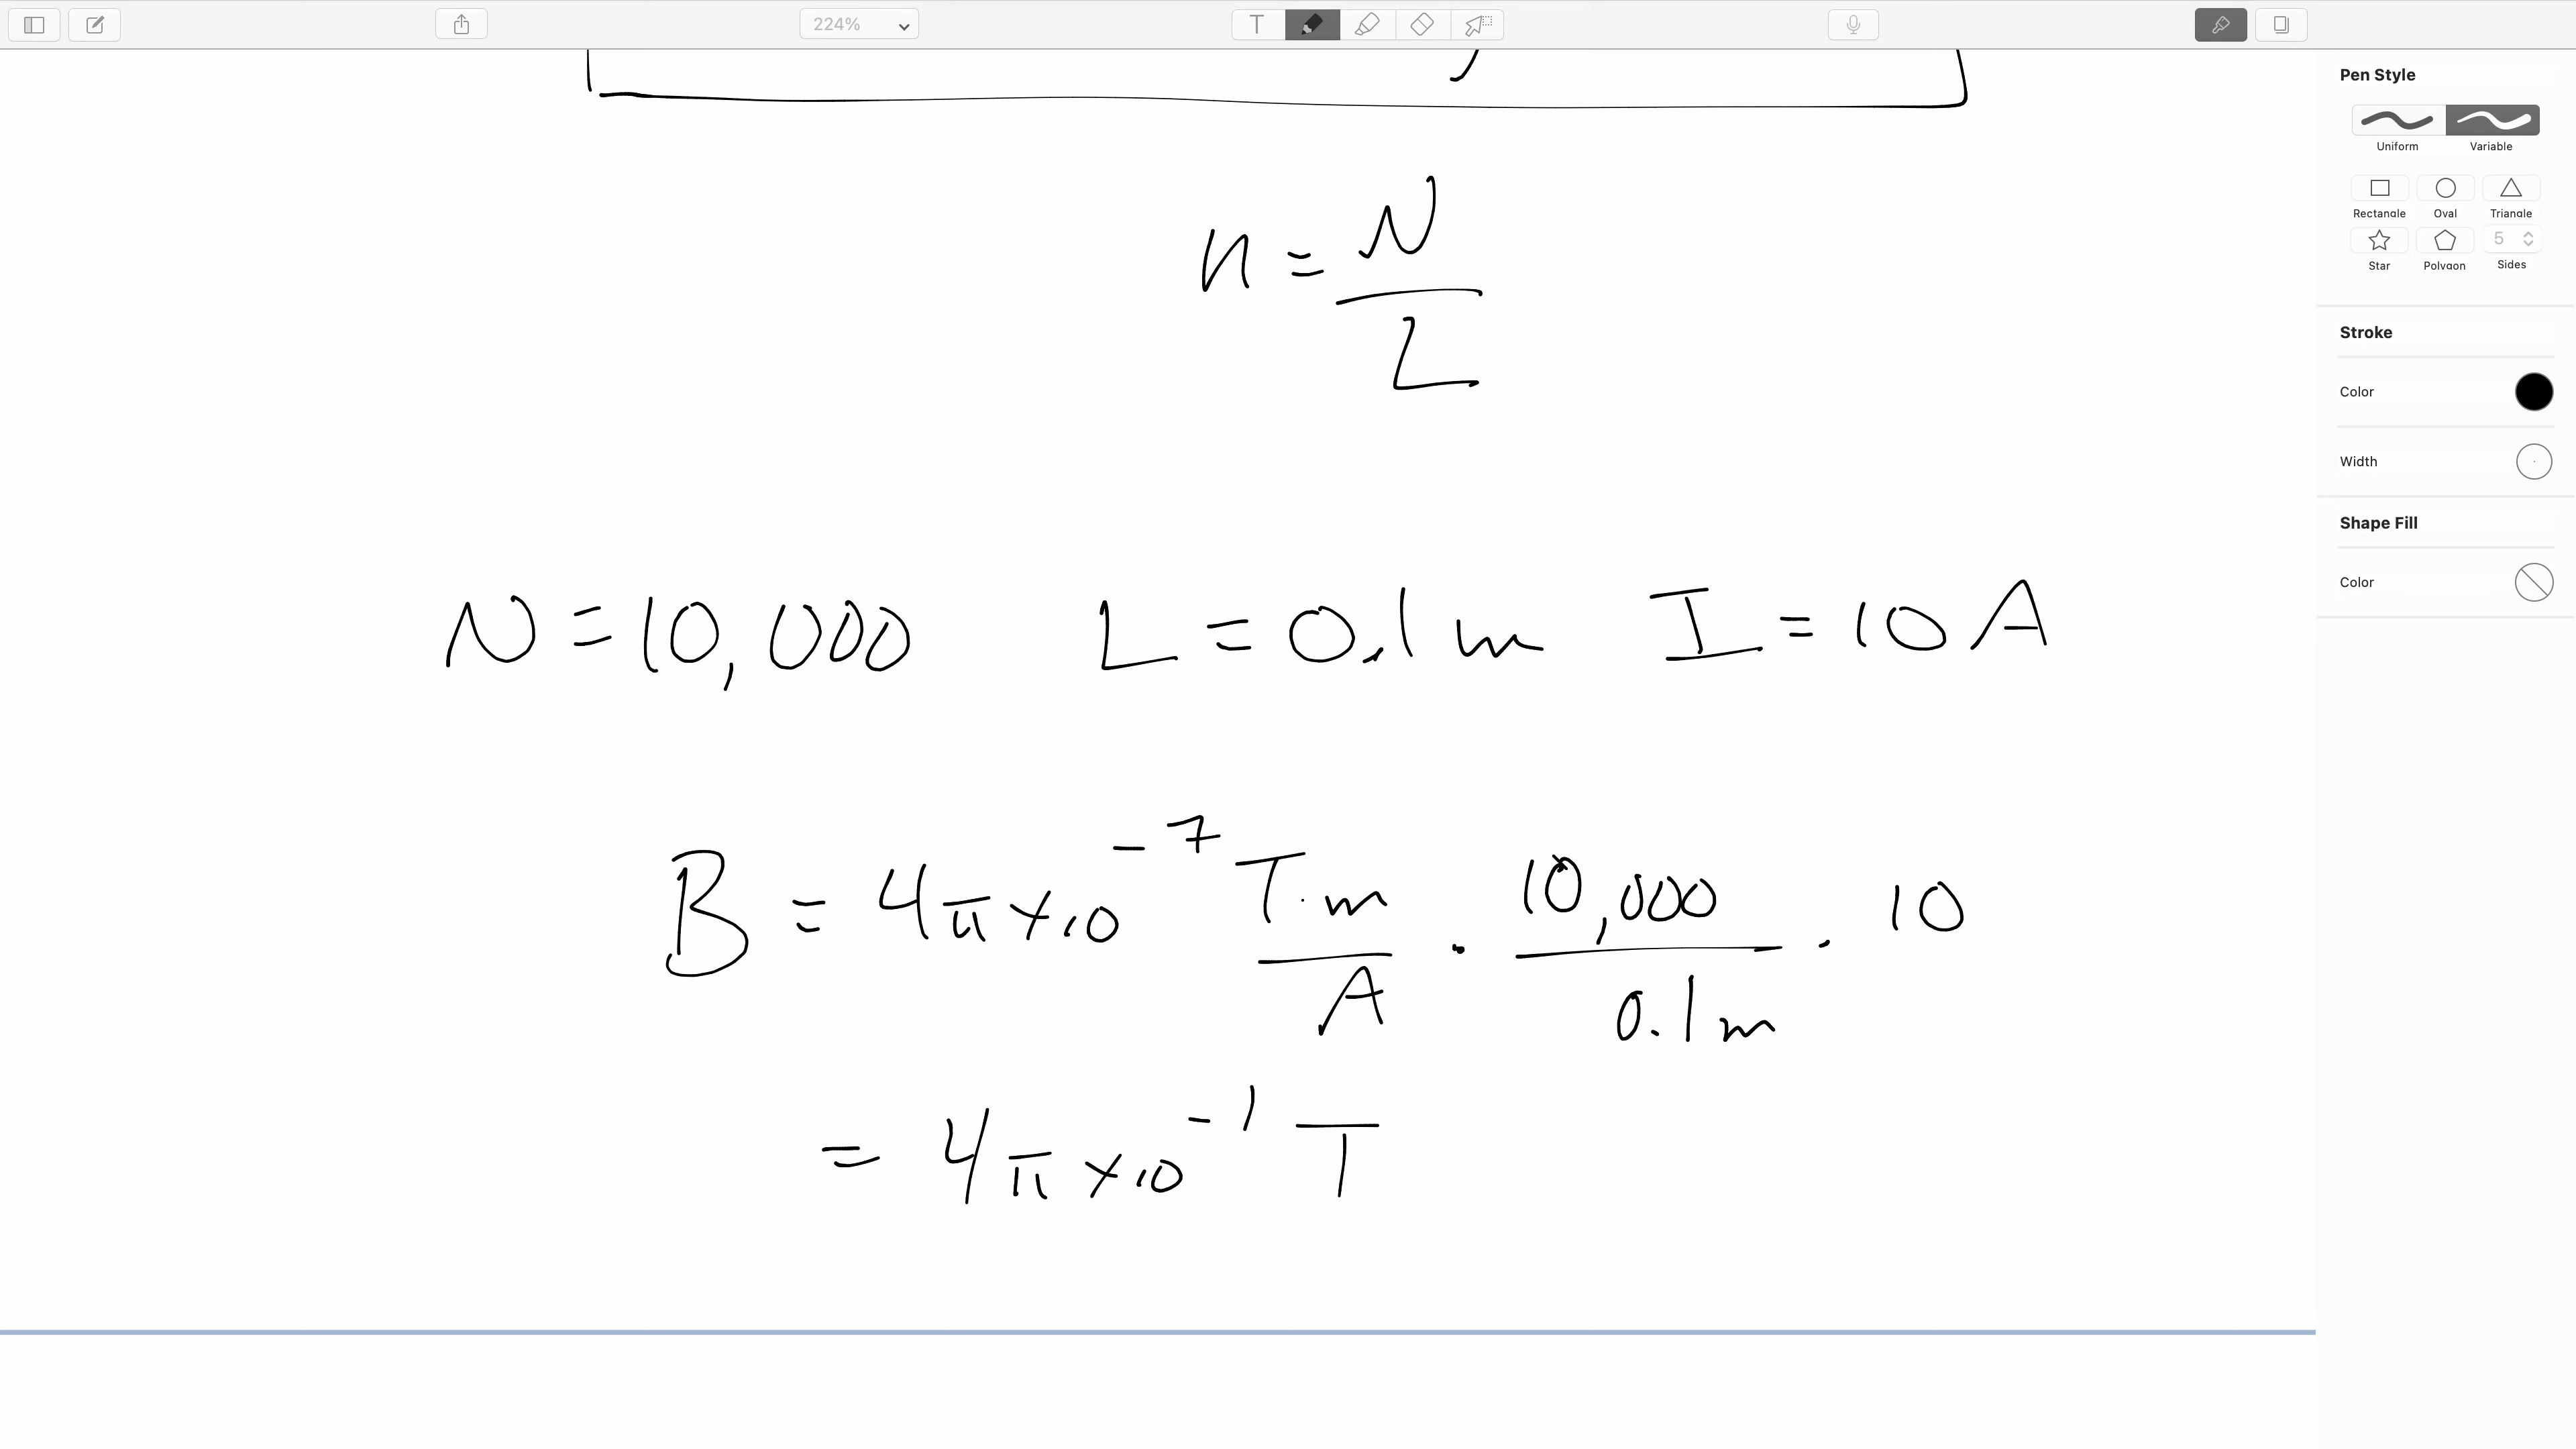 224%
T
Pen Style
Uniform Variable
Rectangle Oval Triangle
5
Star Polygon Sides
Stroke
Color
Width
Shape Fill
Color
n = N/L
N = 10,000 L = 0.1 m I = 10 A
B = 4π×10⁻⁷ T·m/A · 10,000/0.1 m · 10
= 4π×10⁻¹ T